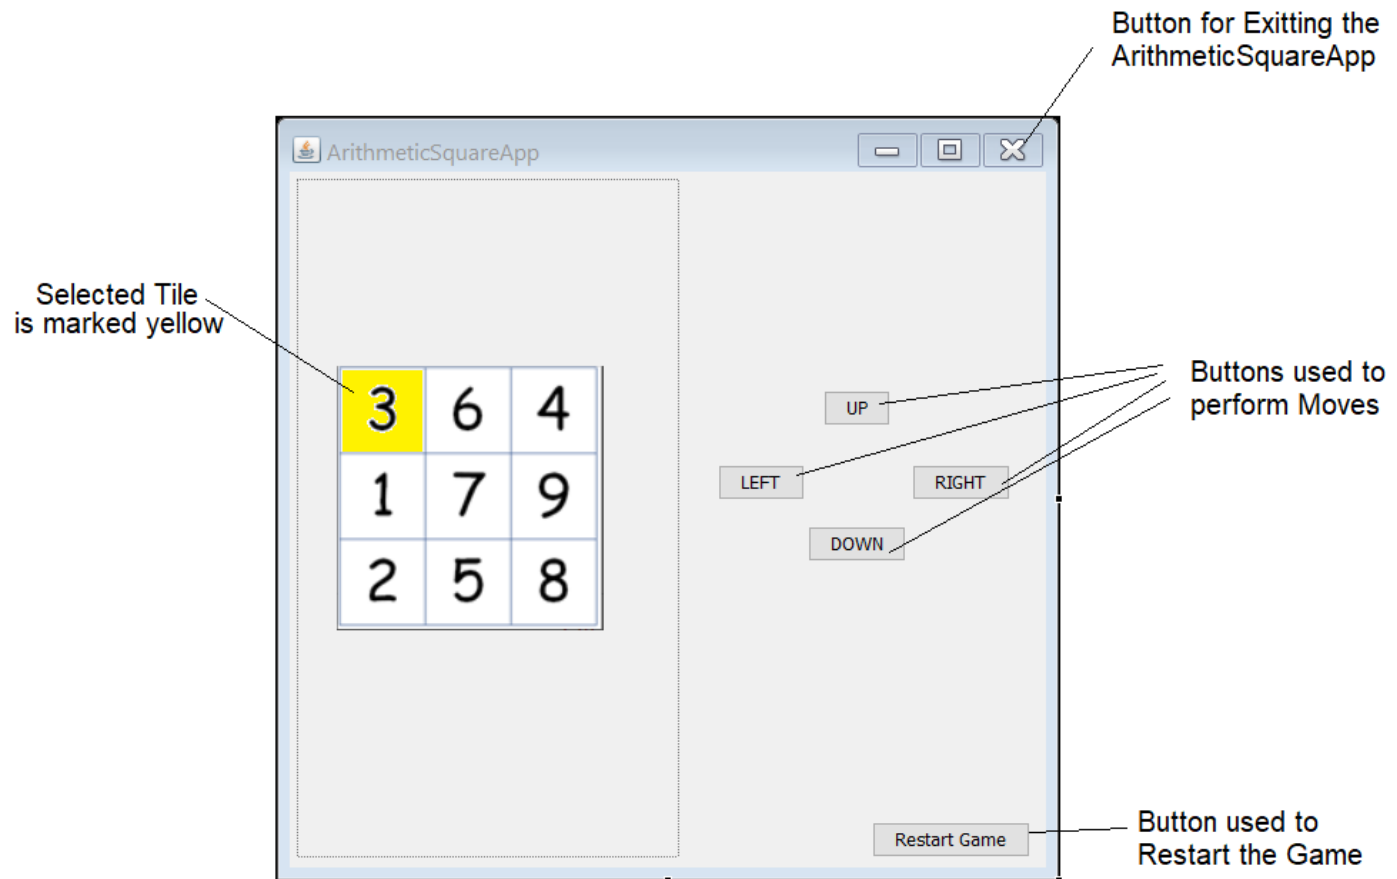 Button for Exitting the
ArithmeticSquareApp
ArithmeticSquareApp
Selected Tile
is marked yellow
3 6 4
1 7 9
2 5 8
UP
LEFT RIGHT
DOWN
Buttons used to
perform Moves
Restart Game
Button used to
Restart the Game